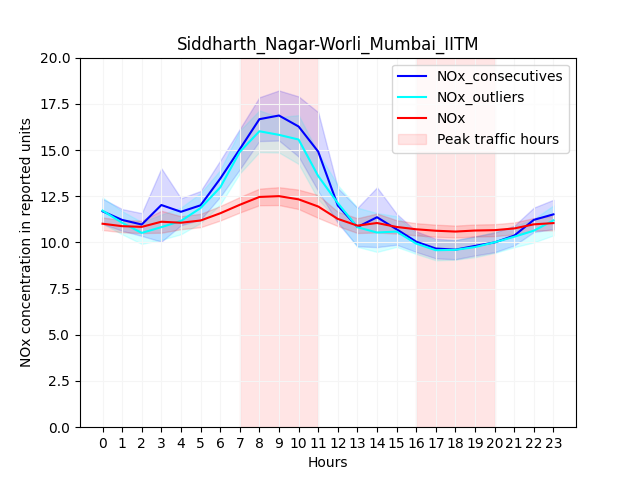 Siddharth_Nagar-Worli_Mumbai_IITM
NOx concentration in reported units
20.0
17.5
15.0
12.5
10.0
7.5
5.0
2.5
0.0
NOx_consecutives
NOx_outliers
NOx
Peak traffic hours
0 1 2 3 4 5 6 7 8 9 10 11 12 13 14 15 16 17 18 19 20 21 22 23
Hours